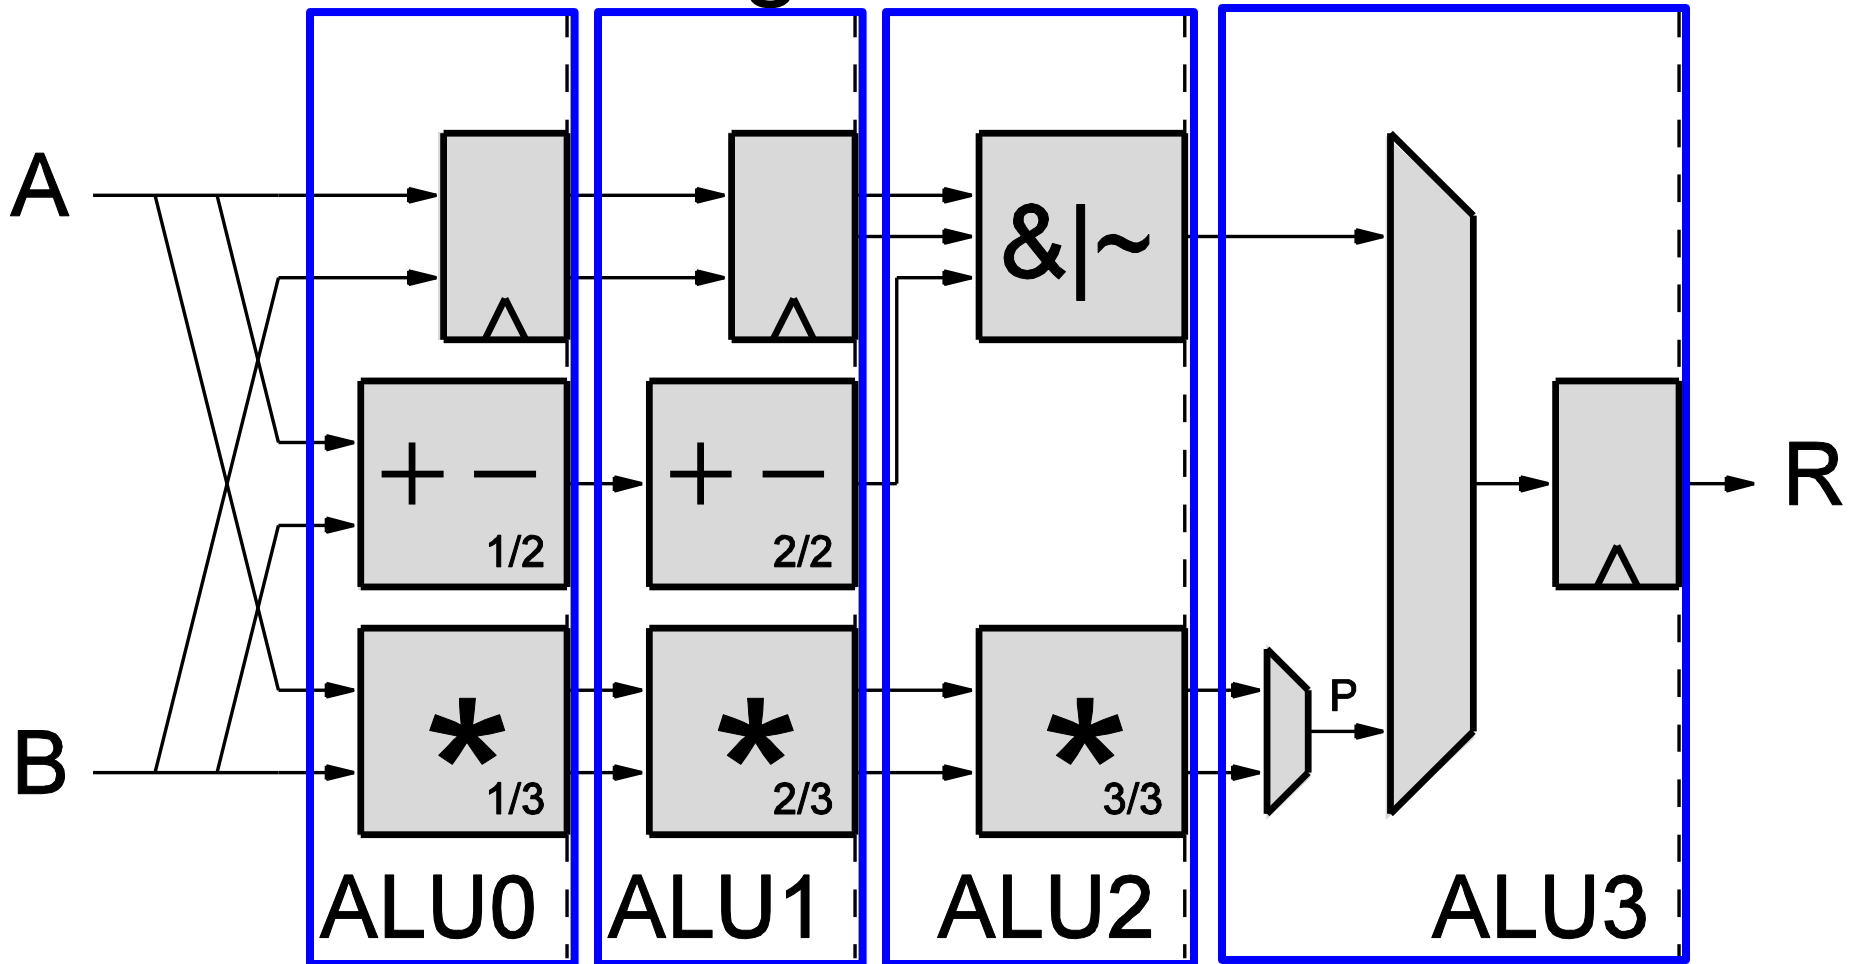 A
B
&|~
+ −
1/2
+ −
2/2
*
1/3
*
2/3
*
3/3
P
R
ALU0
ALU1
ALU2
ALU3